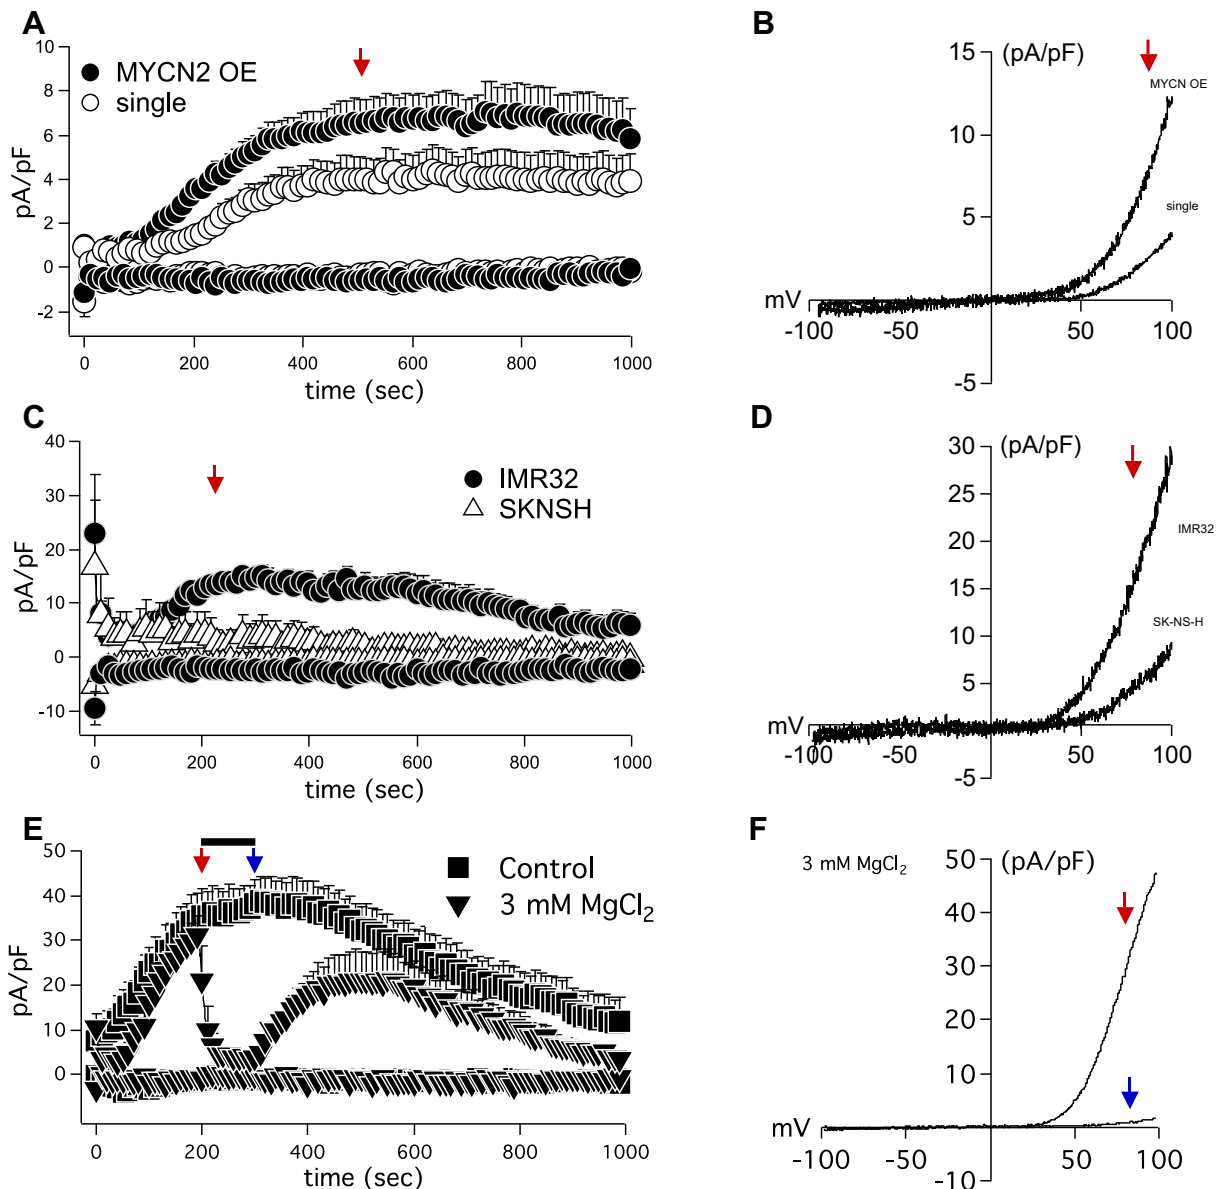 A
MYCN2 OE
single
10
8
6
4
2
0
-2
pA/pF
0
200
400
600
800
1000
time (sec)
B
15
(pA/pF)
MYCN OE
10
single
5
mV
-100
-50
50
100
-5
C
40
30
20
10
0
-10
pA/pF
IMR32
SKNSH
0
200
400
600
800
1000
time (sec)
D
30
(pA/pF)
25
20
IMR32
15
10
SK-NS-H
5
mV
-100
-50
50
100
-5
E
50
40
30
20
10
0
pA/pF
Control
3 mM MgCl2
0
200
400
600
800
1000
time (sec)
F
3 mM MgCl2
50
(pA/pF)
40
30
20
10
mV
-100
-50
50
100
-10